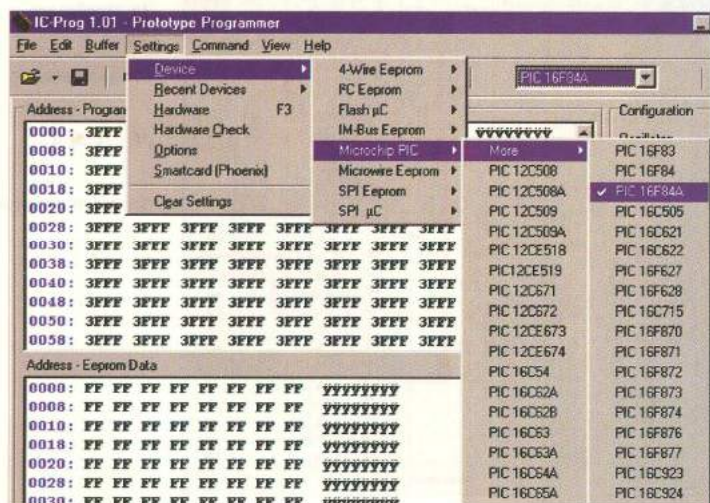 IC-Prog 1.01 - Prototype Programmer
File Edit Buffer Settings Command View Help
PIC 16F84A
Device
Recent Devices
Hardware F3
Hardware Check
Options
Smartcard (Phoenix)
Clear Settings
4-Wire Eeprom
I²C Eeprom
Flash µC
IM-Bus Eeprom
Microchip PIC
Microwire Eeprom
SPI Eeprom
SPI µC
More
PIC 12C508
PIC 12C508A
PIC 12C509
PIC 12C509A
PIC 12CE518
PIC12CE519
PIC 12C671
PIC 12C672
PIC 12CE673
PIC 12CE674
PIC 16C54
PIC 16C62A
PIC 16C62B
PIC 16C63
PIC 16C63A
PIC 16C64A
PIC 16C65A
PIC 16F83
PIC 16F84
PIC 16F84A
PIC 16C505
PIC 16C621
PIC 16C622
PIC 16F627
PIC 16F628
PIC 16C715
PIC 16F870
PIC 16F871
PIC 16F872
PIC 16F873
PIC 16F874
PIC 16F876
PIC 16F877
PIC 16C923
PIC 16C924
Configuration
Address - Program
0000: 3FFF ÿÿÿÿÿÿÿÿ
0008: 3FFF
0010: 3FFF
0018: 3FFF
0020: 3FFF
0028: 3FFF 3FFF 3FFF 3FFF 3FFF 3FFF 3FFF
0030: 3FFF 3FFF 3FFF 3FFF 3FFF 3FFF 3FFF
0038: 3FFF 3FFF 3FFF 3FFF 3FFF 3FFF 3FFF
0040: 3FFF 3FFF 3FFF 3FFF 3FFF 3FFF 3FFF
0048: 3FFF 3FFF 3FFF 3FFF 3FFF 3FFF 3FFF
0050: 3FFF 3FFF 3FFF 3FFF 3FFF 3FFF 3FFF
0058: 3FFF 3FFF 3FFF 3FFF 3FFF 3FFF 3FFF
Address - Eeprom Data
0000: FF FF FF FF FF FF FF FF ÿÿÿÿÿÿÿÿ
0008: FF FF FF FF FF FF FF FF ÿÿÿÿÿÿÿÿ
0010: FF FF FF FF FF FF FF FF ÿÿÿÿÿÿÿÿ
0018: FF FF FF FF FF FF FF FF ÿÿÿÿÿÿÿÿ
0020: FF FF FF FF FF FF FF FF ÿÿÿÿÿÿÿÿ
0028: FF FF FF FF FF FF FF FF ÿÿÿÿÿÿÿÿ
0030: FF FF FF FF FF FF FF FF ÿÿÿÿÿÿÿÿ